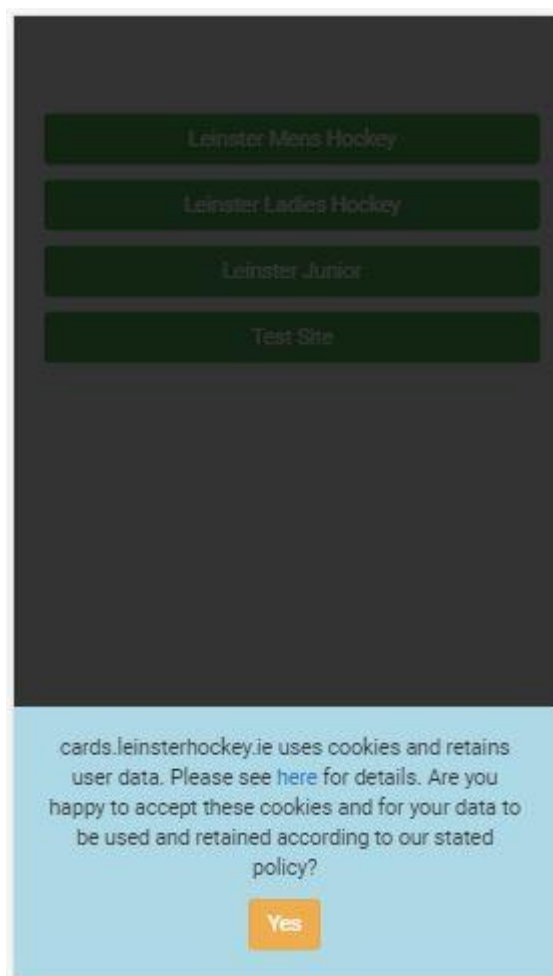 Leinster Mens Hockey
Leinster Ladies Hockey
Leinster Junior
Test Site
cards.leinsterhockey.ie uses cookies and retains
user data. Please see here for details. Are you
happy to accept these cookies and for your data to
be used and retained according to our stated
policy?
Yes